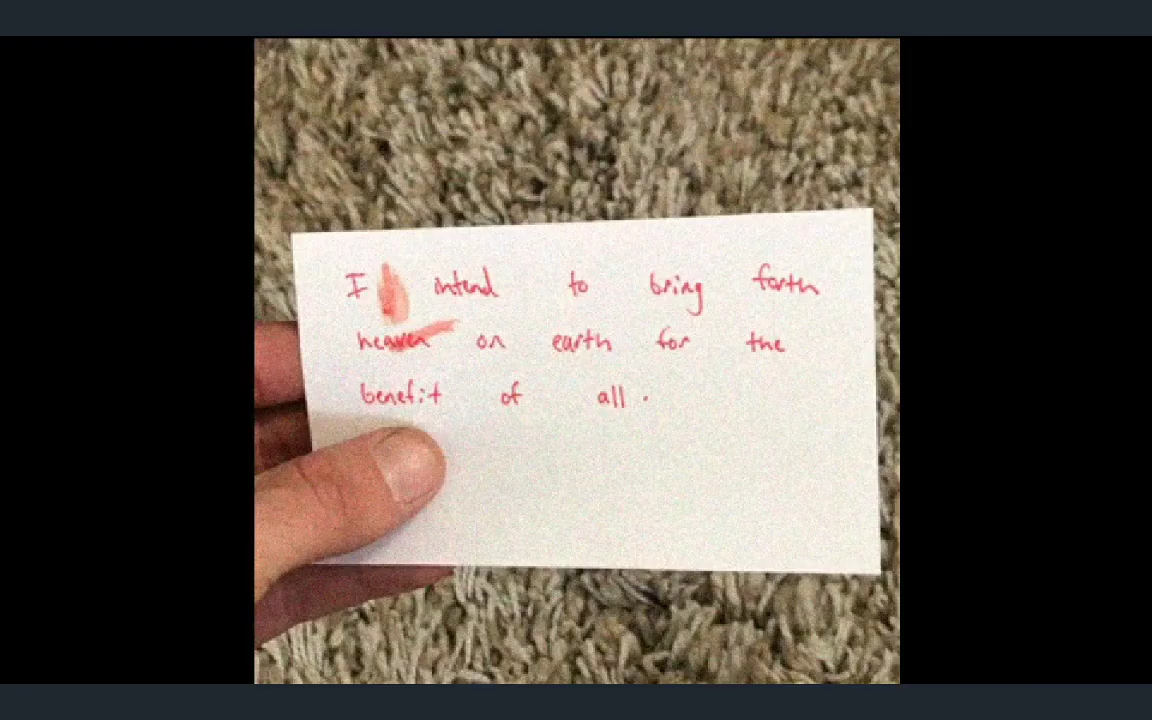 I intend to bring forth
heaven on earth for the
benefit of all.